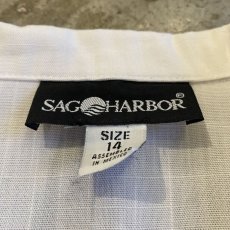 SAG HARBOR®
SIZE
14
ASSEMBLED
IN MEXICO